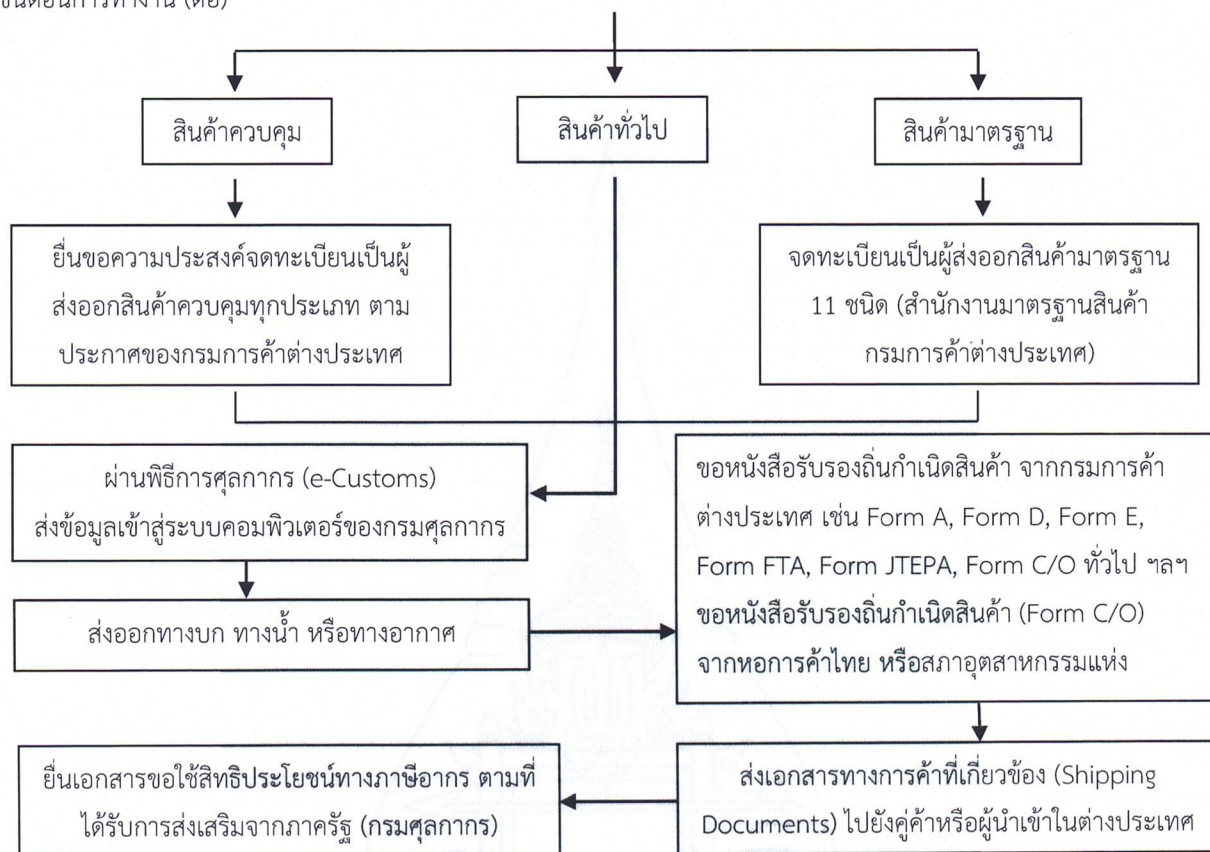 ขั้นตอนการทำงาน (ต่อ)
สินค้าควบคุม
สินค้าทั่วไป
สินค้ามาตรฐาน
ยื่นขอความประสงค์จดทะเบียนเป็นผู้
ส่งออกสินค้าควบคุมทุกประเภท ตาม
ประกาศของกรมการค้าต่างประเทศ
จดทะเบียนเป็นผู้ส่งออกสินค้ามาตรฐาน
11 ชนิด (สำนักงานมาตรฐานสินค้า
กรมการค้าต่างประเทศ)
ผ่านพิธีการศุลกากร (e-Customs)
ส่งข้อมูลเข้าสู่ระบบคอมพิวเตอร์ของกรมศุลกากร
ส่งออกทางบก ทางน้ำ หรือทางอากาศ
ขอหนังสือรับรองถิ่นกำเนิดสินค้า จากกรมการค้า
ต่างประเทศ เช่น Form A, Form D, Form E,
Form FTA, Form JTEPA, Form C/O ทั่วไป ฯลฯ
ขอหนังสือรับรองถิ่นกำเนิดสินค้า (Form C/O)
จากหอการค้าไทย หรือสภาอุตสาหกรรมแห่ง
ส่งเอกสารทางการค้าที่เกี่ยวข้อง (Shipping
Documents) ไปยังคู่ค้าหรือผู้นำเข้าในต่างประเทศ
ยื่นเอกสารขอใช้สิทธิประโยชน์ทางภาษีอากร ตามที่
ได้รับการส่งเสริมจากภาครัฐ (กรมศุลกากร)